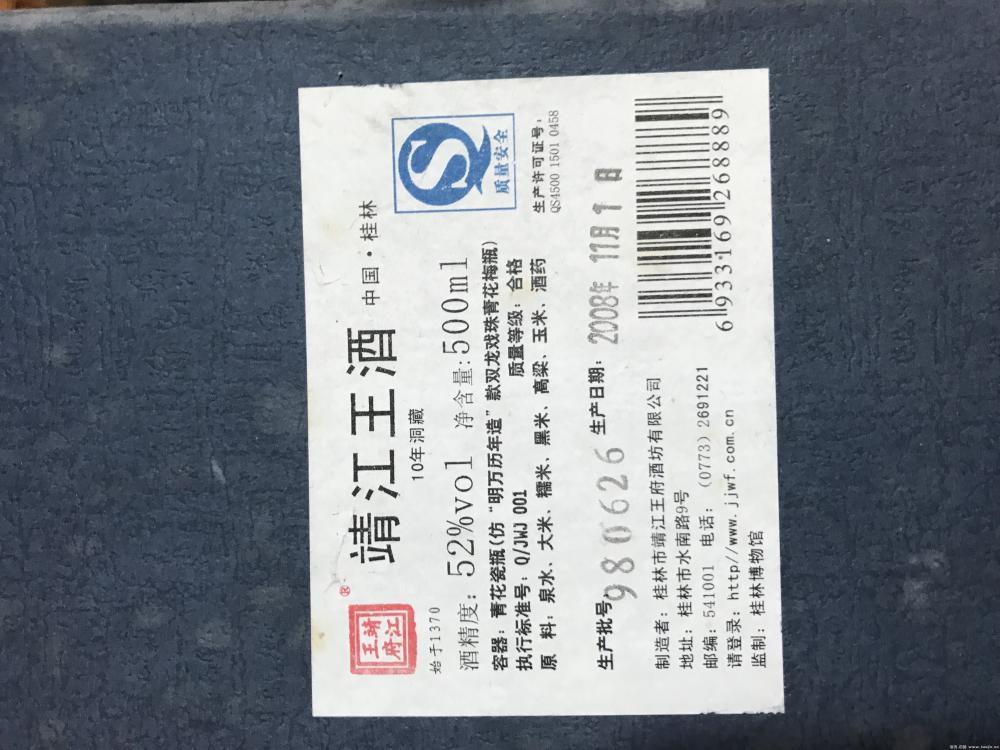 靖江王府
®
靖江王酒
中国·桂林
始于1370
10年洞藏
酒精度：52%vol 净含量:500ml
质量安全
容器：青花瓷瓶(仿“明万历年造”款双龙戏珠青花梅瓶)
执行标准号：Q/JWJ 001 质量等级：合格
原 料：泉水、大米、糯米、黑米、高粱、玉米、酒药
生产许可证号：
QS4500 1501 0458
生产批号：980626 生产日期：2008年 11月 1 日
制造者：桂林市靖江王府酒坊有限公司
地址：桂林市水南路9号
邮编：541001 电话：(0773) 2691221
请登录：http//www.jjwf.com.cn
监制：桂林博物馆
6 933169 268889